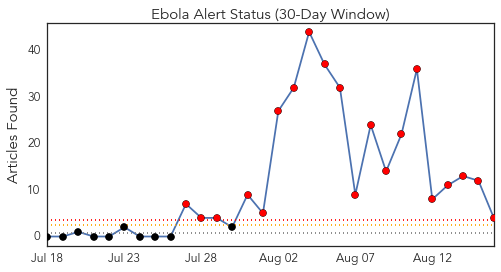 Ebola Alert Status (30-Day Window)
Articles Found
40
30
20
10
0
Jul 18 Jul 23 Jul 28 Aug 02 Aug 07 Aug 12